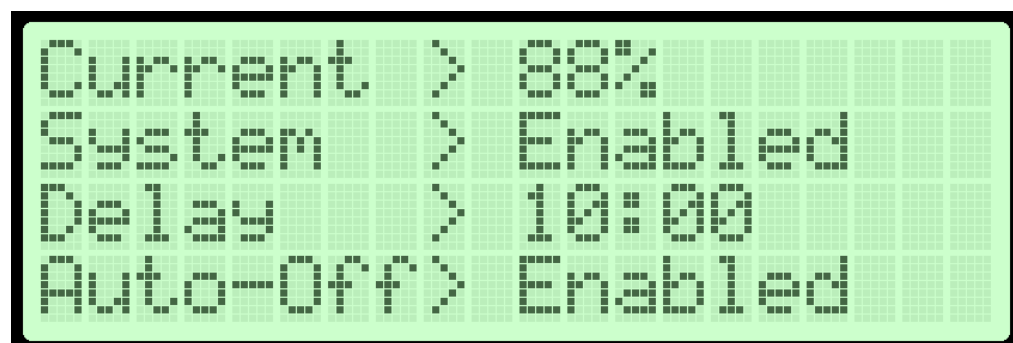 Current > 88%
System > Enabled
Delay > 10:00
Auto-Off> Enabled